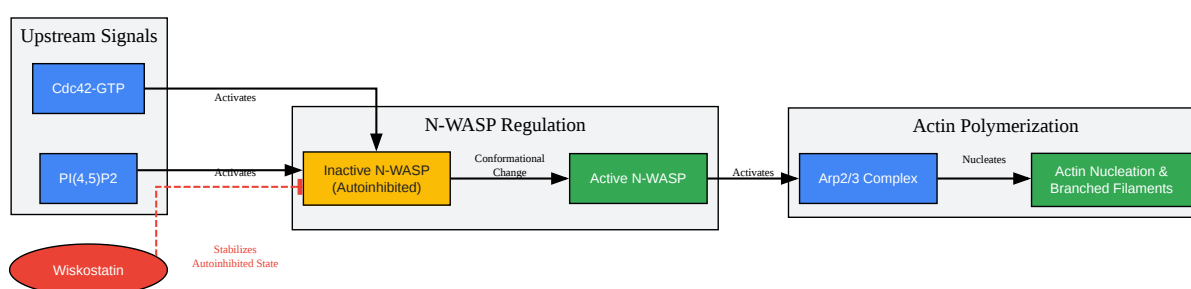 Upstream Signals
Cdc42-GTP
Activates
PI(4,5)P2
Activates
Wiskostatin
Stabilizes
Autoinhibited State
N-WASP Regulation
Inactive N-WASP
(Autoinhibited)
Conformational
Change
Active N-WASP
Activates
Actin Polymerization
Arp2/3 Complex
Nucleates
Actin Nucleation &
Branched Filaments